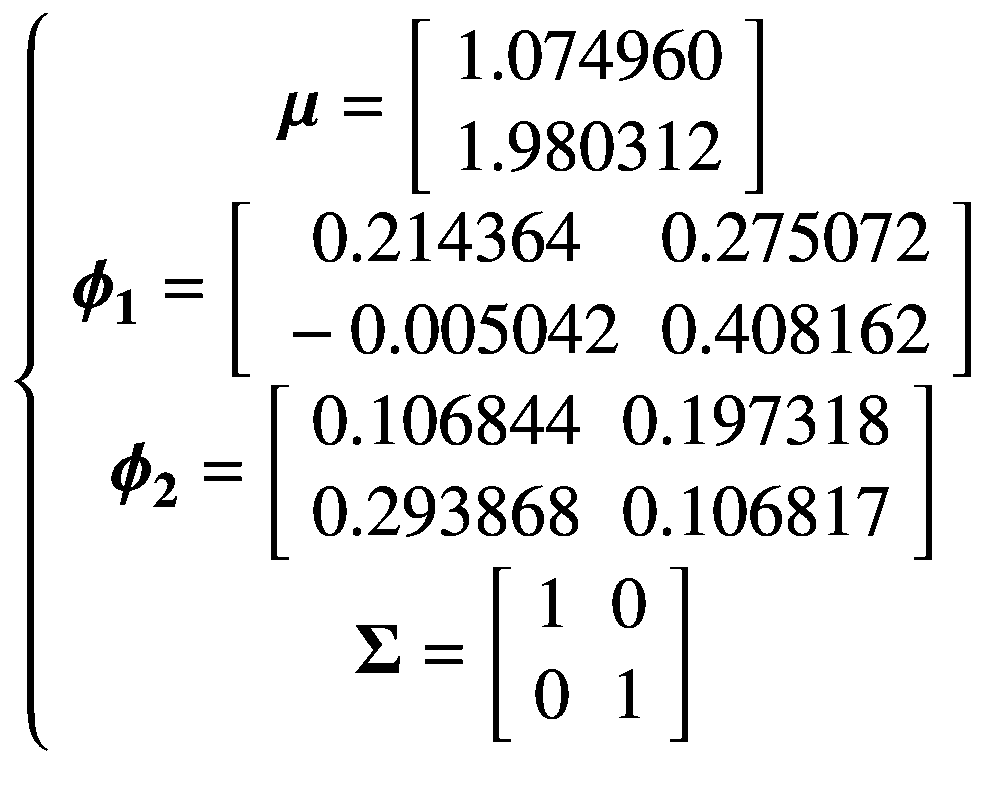 μ = [ 1.074960
1.980312 ]
ϕ₁ = [ 0.214364 0.275072
− 0.005042 0.408162 ]
ϕ₂ = [ 0.106844 0.197318
0.293868 0.106817 ]
Σ = [ 1 0
0 1 ]